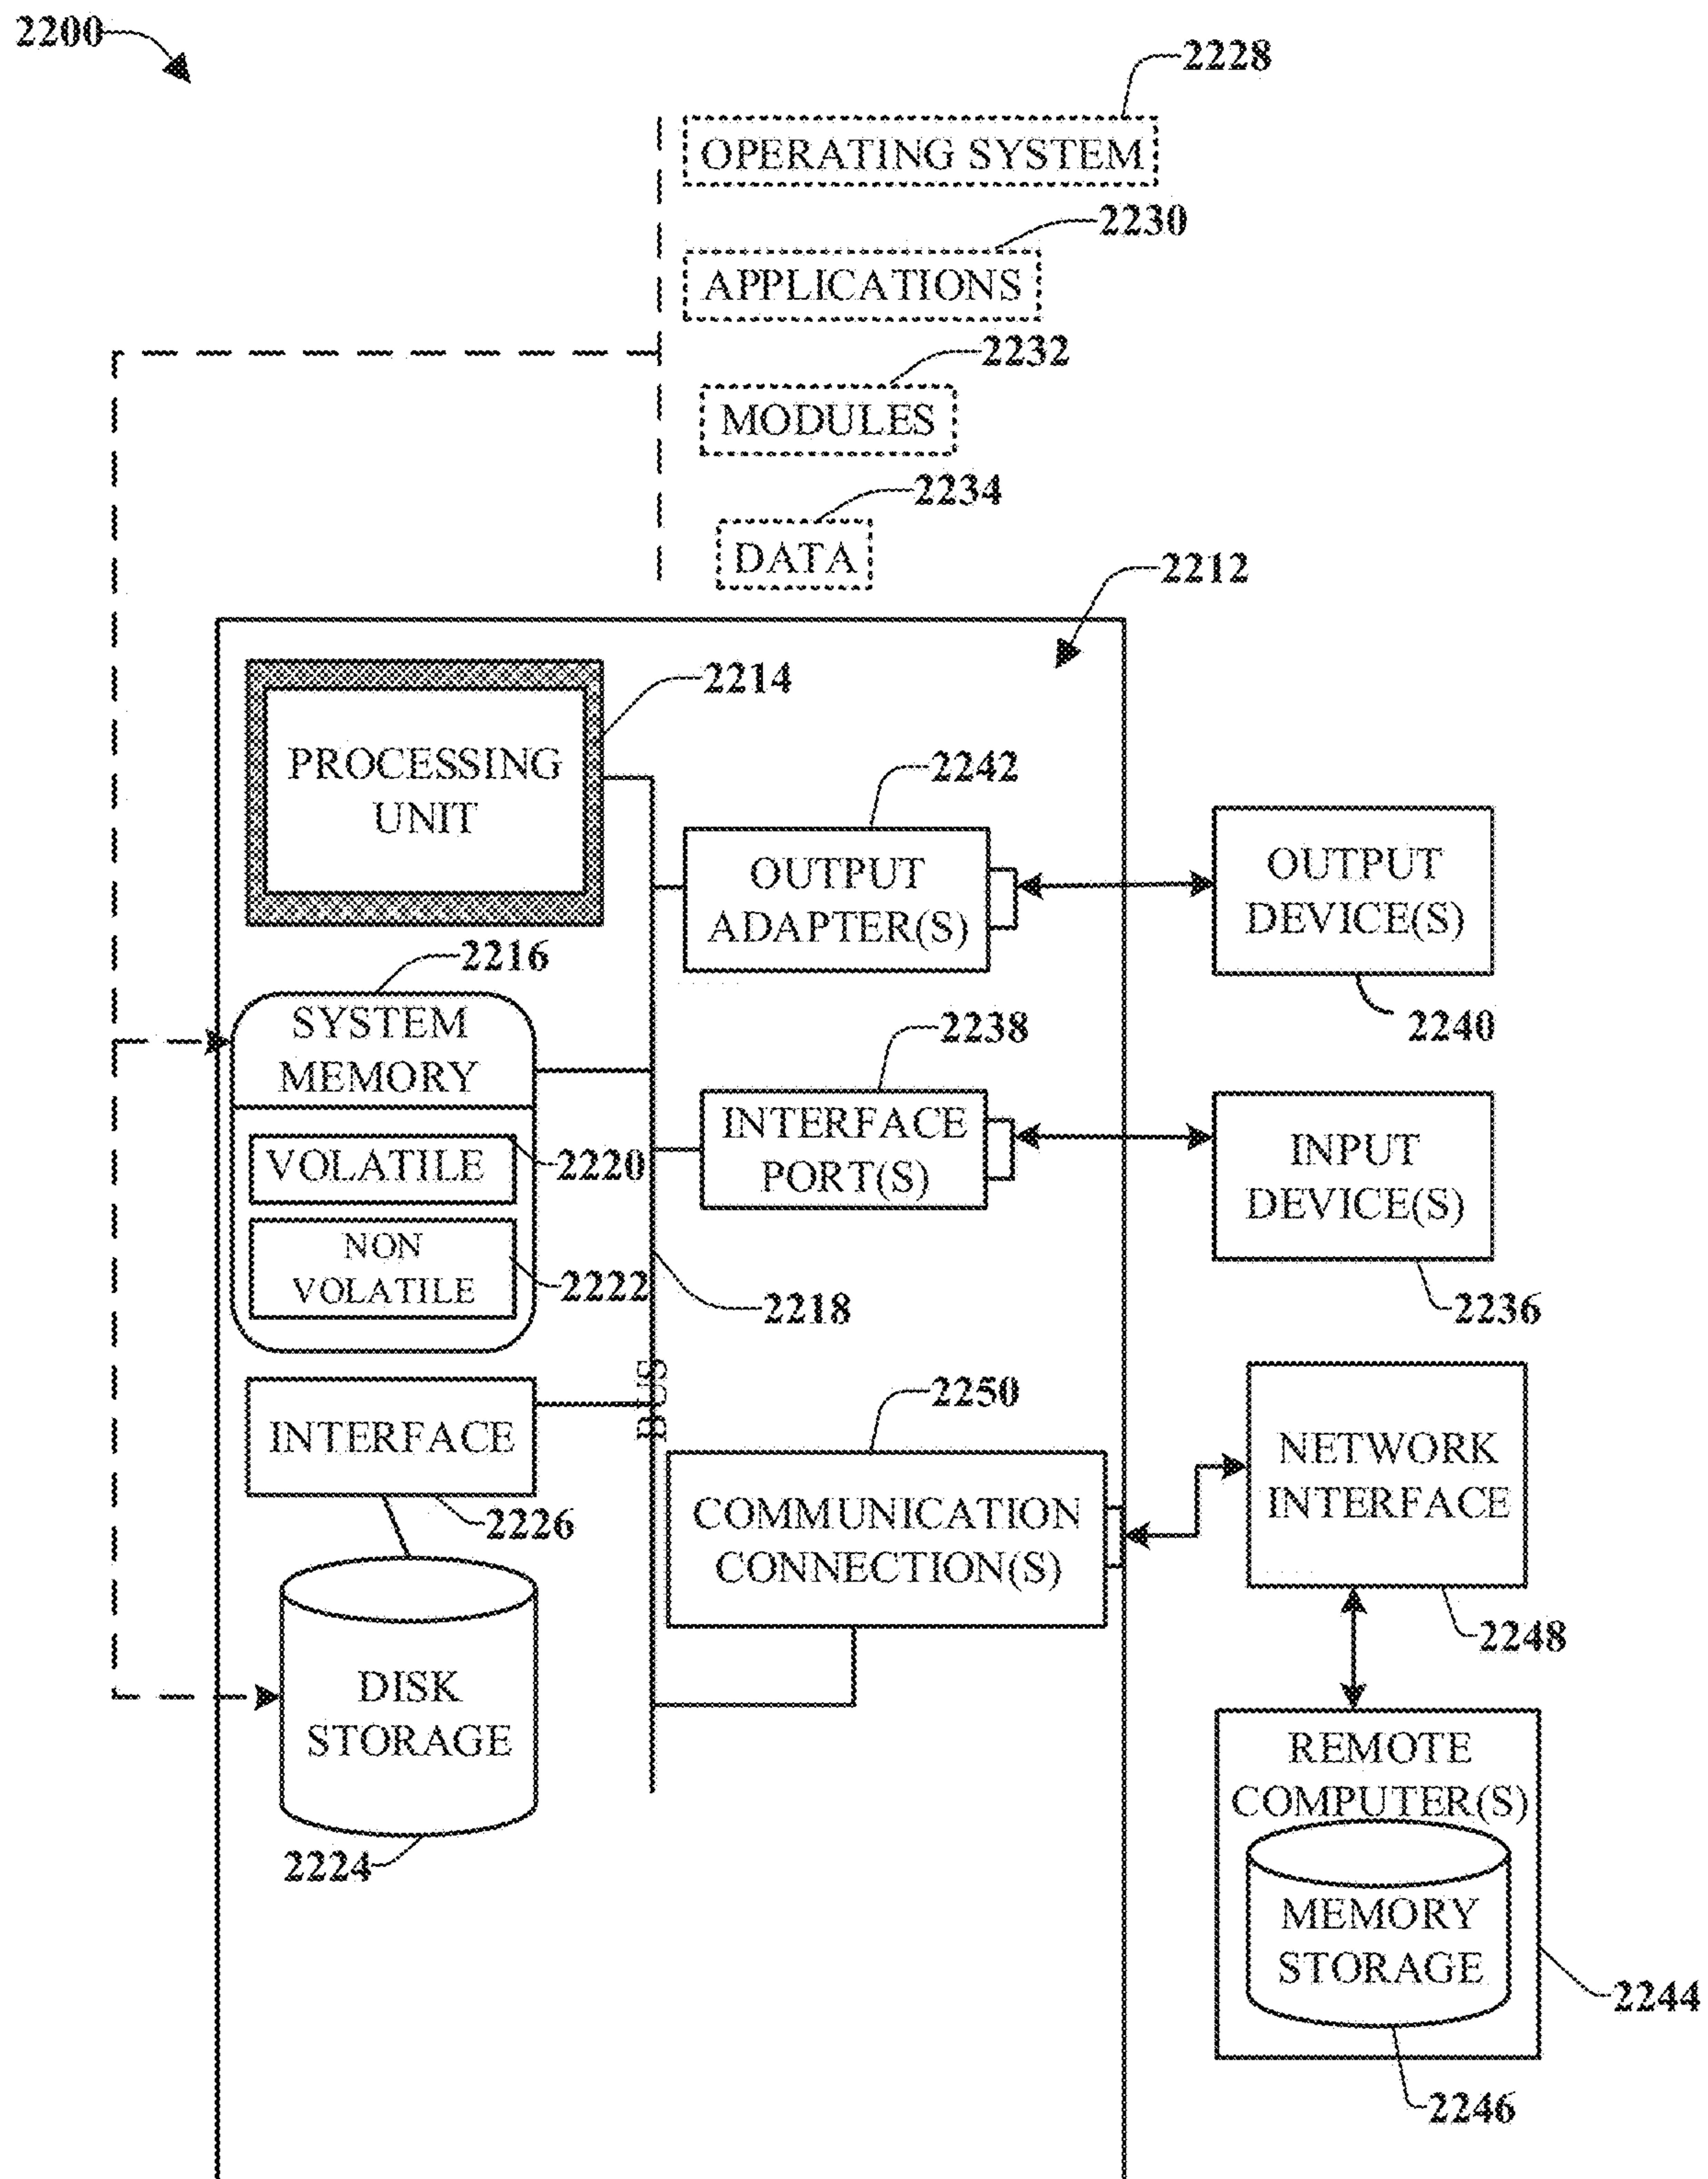 2200
2228
OPERATING SYSTEM
2230
APPLICATIONS
2232
MODULES
2234
DATA
2212
2214
PROCESSING
UNIT
2242
OUTPUT
ADAPTER(S)
OUTPUT
DEVICE(S)
2240
2216
SYSTEM
MEMORY
VOLATILE
2220
NON
VOLATILE
2222
2238
INTERFACE
PORT(S)
INPUT
DEVICE(S)
2236
2218
BUS
INTERFACE
2226
2250
COMMUNICATION
CONNECTION(S)
NETWORK
INTERFACE
2248
DISK
STORAGE
2224
REMOTE
COMPUTER(S)
MEMORY
STORAGE
2244
2246